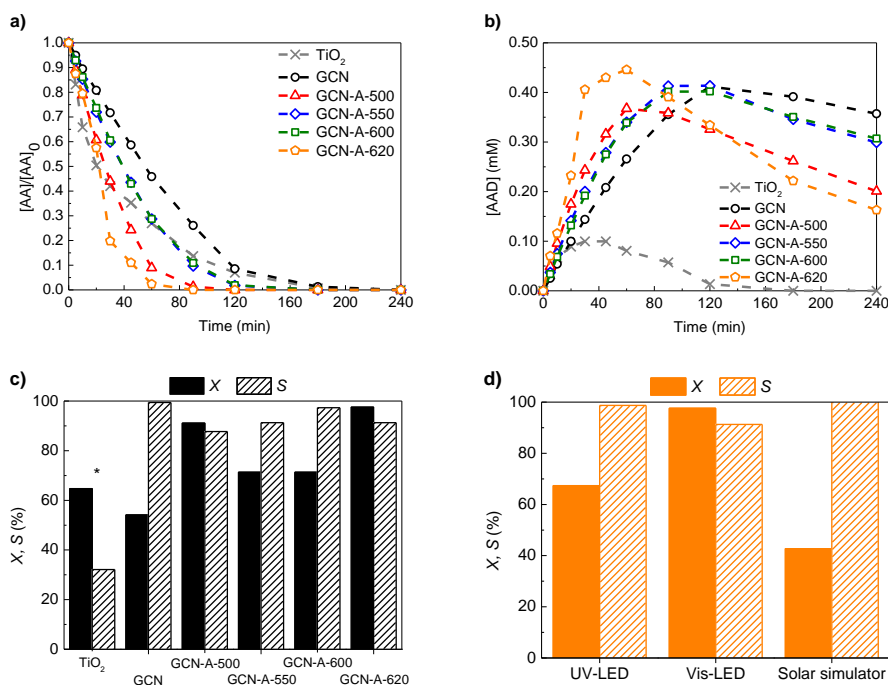 a)
1.0
0.9
0.8
0.7
0.6
0.5
0.4
0.3
0.2
0.1
0.0
[AA]/[AA]0
TiO2
GCN
GCN-A-500
GCN-A-550
GCN-A-600
GCN-A-620
0 40 80 120 160 200 240
Time (min)
b)
0.50
0.40
0.30
0.20
0.10
0.00
[AAD] (mM)
TiO2
GCN
GCN-A-500
GCN-A-550
GCN-A-600
GCN-A-620
0 40 80 120 160 200 240
Time (min)
c)
X S
100
80
60
40
20
0
X, S (%)
*
TiO2 GCN-A-500 GCN-A-600
GCN GCN-A-550 GCN-A-620
d)
X S
100
80
60
40
20
0
X, S (%)
UV-LED Vis-LED Solar simulator